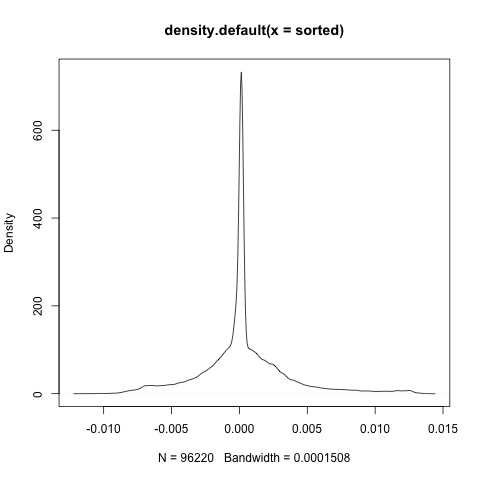 density.default(x = sorted)
Density
600
400
200
0
-0.010 -0.005 0.000 0.005 0.010 0.015
N = 96220 Bandwidth = 0.0001508